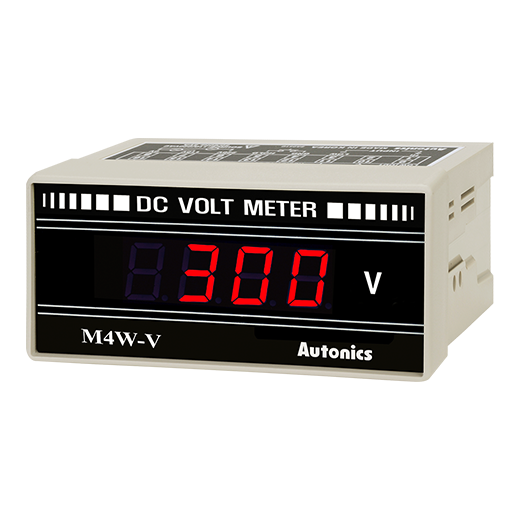 DC VOLT METER
300 V
M4W-V
Autonics